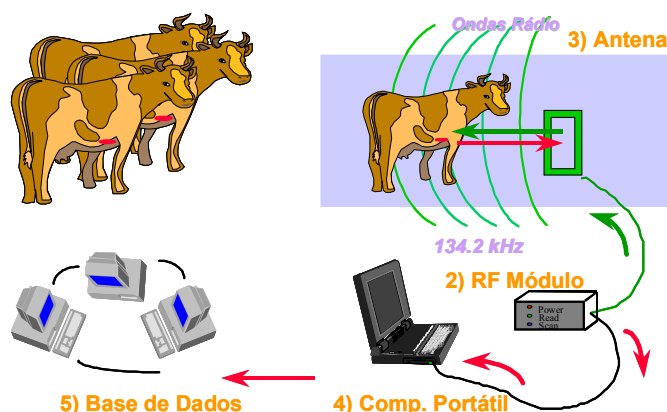 Ondas Rádio
3) Antena
134.2 kHz
2) RF Módulo
Power
Read
Scan
5) Base de Dados
4) Comp. Portátil